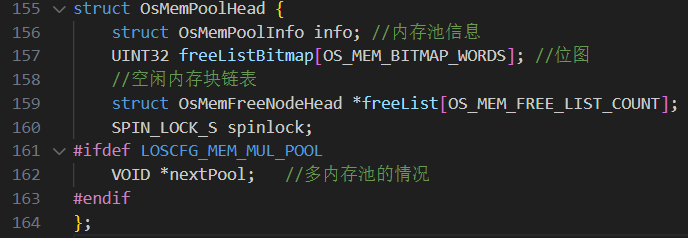 155 struct OsMemPoolHead {
156     struct OsMemPoolInfo info; //内存池信息
157     UINT32 freeListBitmap[OS_MEM_BITMAP_WORDS]; //位图
158     //空闲内存块链表
159     struct OsMemFreeNodeHead *freeList[OS_MEM_FREE_LIST_COUNT];
160     SPIN_LOCK_S spinlock;
161 #ifdef LOSCFG_MEM_MUL_POOL
162     VOID *nextPool;   //多内存池的情况
163 #endif
164 };